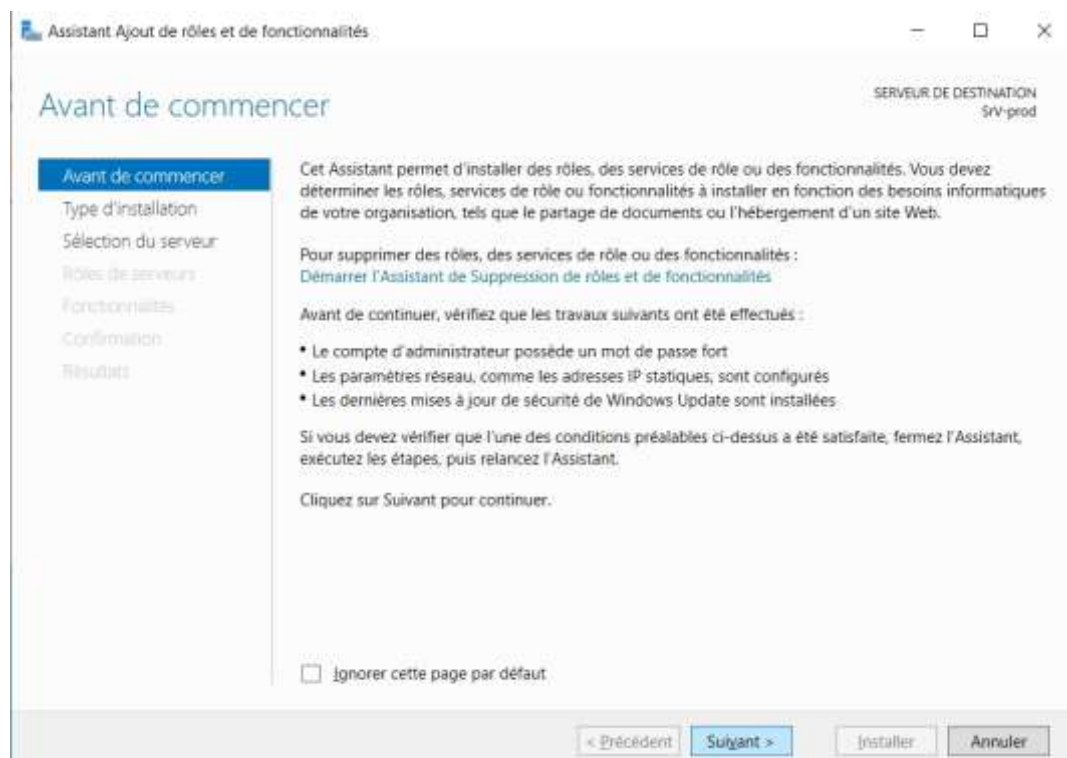 Assistant Ajout de rôles et de fonctionnalités
Avant de commencer
SERVEUR DE DESTINATION
SrV-prod
Avant de commencer
Type d'installation
Sélection du serveur
Rôles de serveurs
Fonctionnalités
Confirmation
Résultats
Cet Assistant permet d'installer des rôles, des services de rôle ou des fonctionnalités. Vous devez
déterminer les rôles, services de rôle ou fonctionnalités à installer en fonction des besoins informatiques
de votre organisation, tels que le partage de documents ou l'hébergement d'un site Web.
Pour supprimer des rôles, des services de rôle ou des fonctionnalités :
Démarrer l'Assistant de Suppression de rôles et de fonctionnalités
Avant de continuer, vérifiez que les travaux suivants ont été effectués :
• Le compte d'administrateur possède un mot de passe fort
• Les paramètres réseau, comme les adresses IP statiques, sont configurés
• Les dernières mises à jour de sécurité de Windows Update sont installées
Si vous devez vérifier que l'une des conditions préalables ci-dessus a été satisfaite, fermez l'Assistant,
exécutez les étapes, puis relancez l'Assistant.
Cliquez sur Suivant pour continuer.
Ignorer cette page par défaut
< Précédent
Suivant >
Installer
Annuler